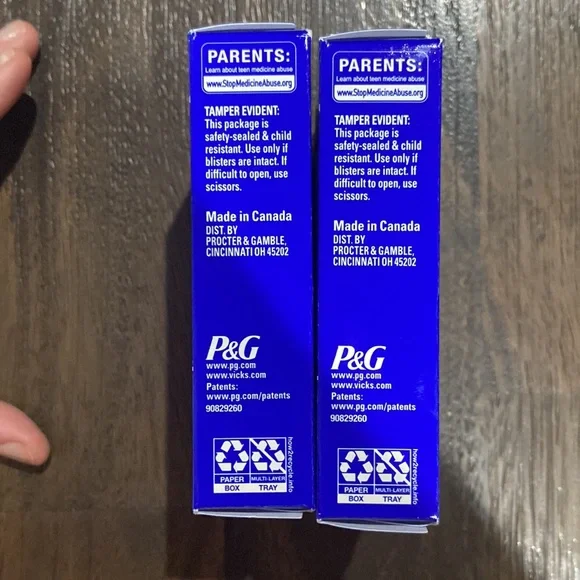 PARENTS:
Learn about teen medicine abuse
www.StopMedicineAbuse.org
TAMPER EVIDENT:
This package is
safety-sealed & child
resistant. Use only if
blisters are intact. If
difficult to open, use
scissors.
Made in Canada
DIST. BY
PROCTER & GAMBLE,
CINCINNATI OH 45202
P&G
www.pg.com
www.vicks.com
Patents:
www.pg.com/patents
90829260
PAPER
BOX
MULTI-LAYER
TRAY
how2recycle.info
PARENTS:
Learn about teen medicine abuse
www.StopMedicineAbuse.org
TAMPER EVIDENT:
This package is
safety-sealed & child
resistant. Use only if
blisters are intact. If
difficult to open, use
scissors.
Made in Canada
DIST. BY
PROCTER & GAMBLE,
CINCINNATI OH 45202
P&G
www.pg.com
www.vicks.com
Patents:
www.pg.com/patents
90829260
PAPER
BOX
MULTI-LAYER
TRAY
how2recycle.info